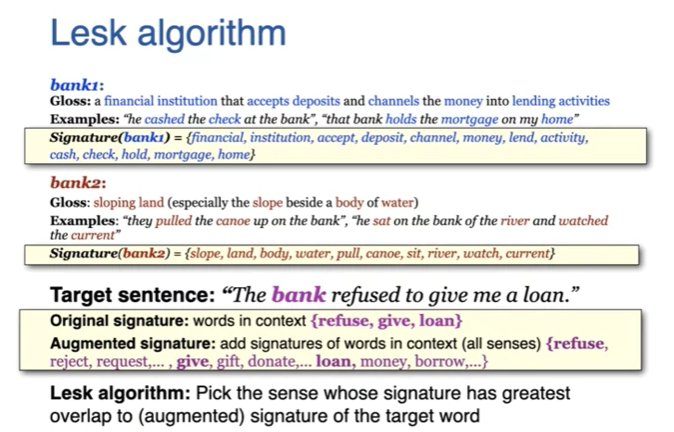 Lesk algorithm
bank1:
Gloss: a financial institution that accepts deposits and channels the money into lending activities
Examples: “he cashed the check at the bank”, “that bank holds the mortgage on my home”
Signature(bank1) = {financial, institution, accept, deposit, channel, money, lend, activity,
cash, check, hold, mortgage, home}
bank2:
Gloss: sloping land (especially the slope beside a body of water)
Examples: “they pulled the canoe up on the bank”, “he sat on the bank of the river and watched
the current”
Signature(bank2) = {slope, land, body, water, pull, canoe, sit, river, watch, current}
Target sentence: “The bank refused to give me a loan.”
Original signature: words in context {refuse, give, loan}
Augmented signature: add signatures of words in context (all senses) {refuse,
reject, request,... , give, gift, donate,... loan, money, borrow,...}
Lesk algorithm: Pick the sense whose signature has greatest
overlap to (augmented) signature of the target word